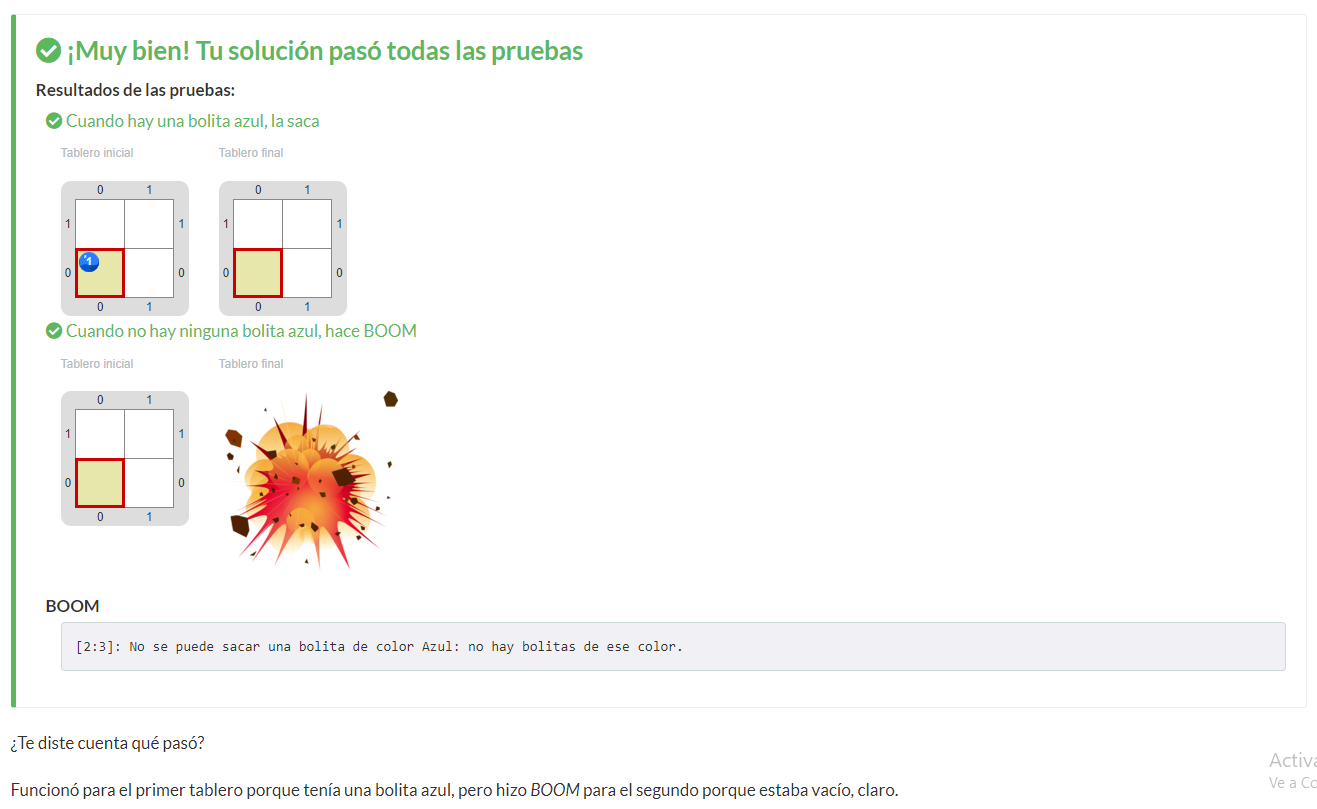 ¡Muy bien! Tu solución pasó todas las pruebas
Resultados de las pruebas:
Cuando hay una bolita azul, la saca
Tablero inicial Tablero final
0 1 0 1
1 1 1 1
1
0 0 0 0
0 1 0 1
Cuando no hay ninguna bolita azul, hace BOOM
Tablero inicial Tablero final
0 1
1 1
0 0
0 1
BOOM
[2:3]: No se puede sacar una bolita de color Azul: no hay bolitas de ese color.
¿Te diste cuenta qué pasó?
Activa
Ve a Co
Funcionó para el primer tablero porque tenía una bolita azul, pero hizo BOOM para el segundo porque estaba vacío, claro.